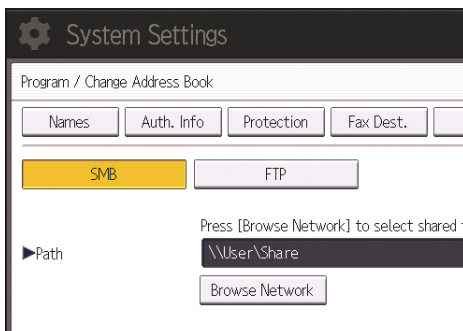 System Settings
Program / Change Address Book
Names Auth. Info Protection Fax Dest.
SMB FTP
Press [Browse Network] to select shared
▶Path \\User\Share
Browse Network